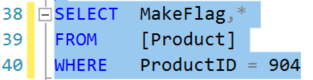 38 SELECT MakeFlag,*
39 FROM [Product]
40 WHERE ProductID = 904